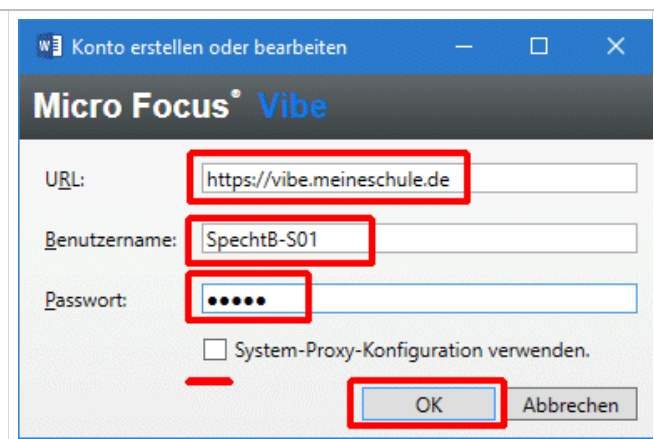 Konto erstellen oder bearbeiten
Micro Focus® Vibe
URL: https://vibe.meineschule.de
Benutzername: SpechtB-S01
Passwort: •••••
System-Proxy-Konfiguration verwenden.
OK Abbrechen